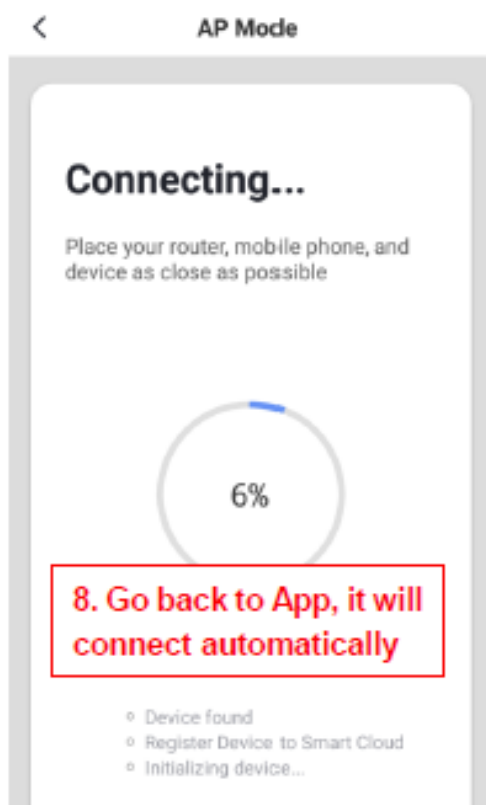 AP Mode
Connecting...
Place your router, mobile phone, and
device as close as possible
6%
8. Go back to App, it will
connect automatically
Device found
Register Device to Smart Cloud
Initializing device...